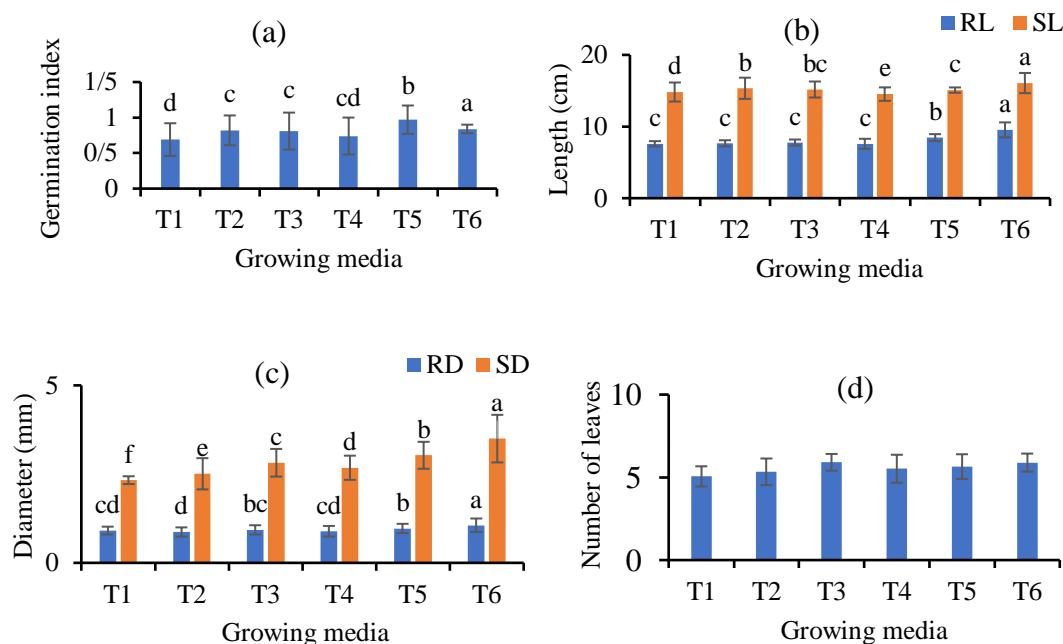 (a)
Germination index
1/5
1
0/5
0
d c c cd b a
T1 T2 T3 T4 T5 T6
Growing media
(b)
RL SL
Length (cm)
20
10
0
c d c b c bc c e b c a a
T1 T2 T3 T4 T5 T6
Growing media
(c)
RD SD
Diameter (mm)
5
0
cd f d e bc c cd d b b a a
T1 T2 T3 T4 T5 T6
Growing media
(d)
Number of leaves
10
5
0
T1 T2 T3 T4 T5 T6
Growing media